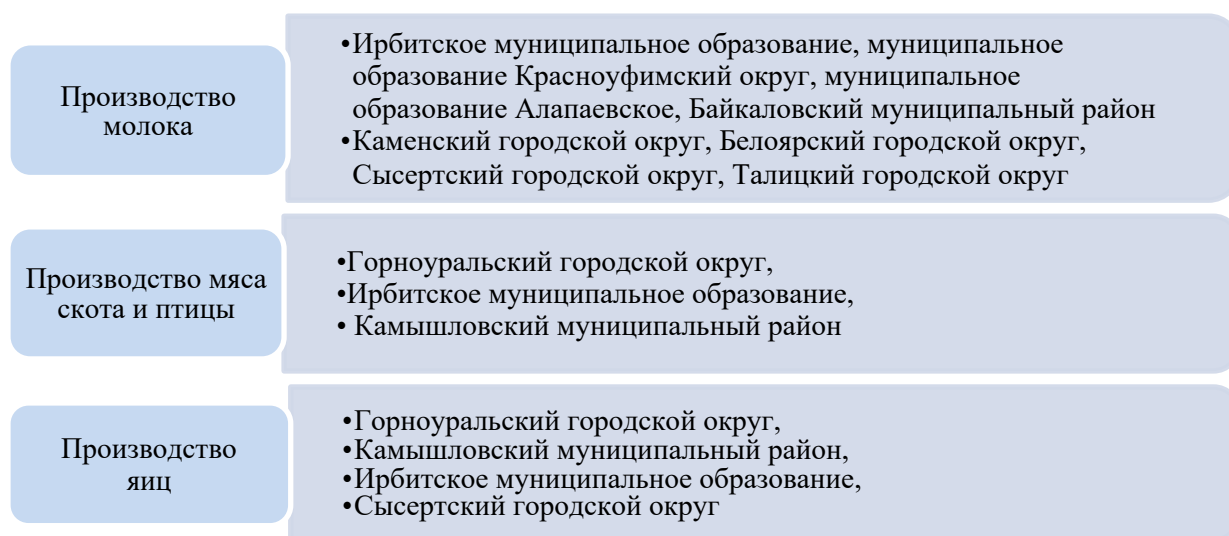 Производство
молока
•Ирбитское муниципальное образование, муниципальное
образование Красноуфимский округ, муниципальное
образование Алапаевское, Байкаловский муниципальный район
•Каменский городской округ, Белоярский городской округ,
Сысертский городской округ, Талицкий городской округ
Производство мяса
скота и птицы
•Горноуральский городской округ,
•Ирбитское муниципальное образование,
• Камышловский муниципальный район
Производство
яиц
•Горноуральский городской округ,
•Камышловский муниципальный район,
•Ирбитское муниципальное образование,
•Сысертский городской округ